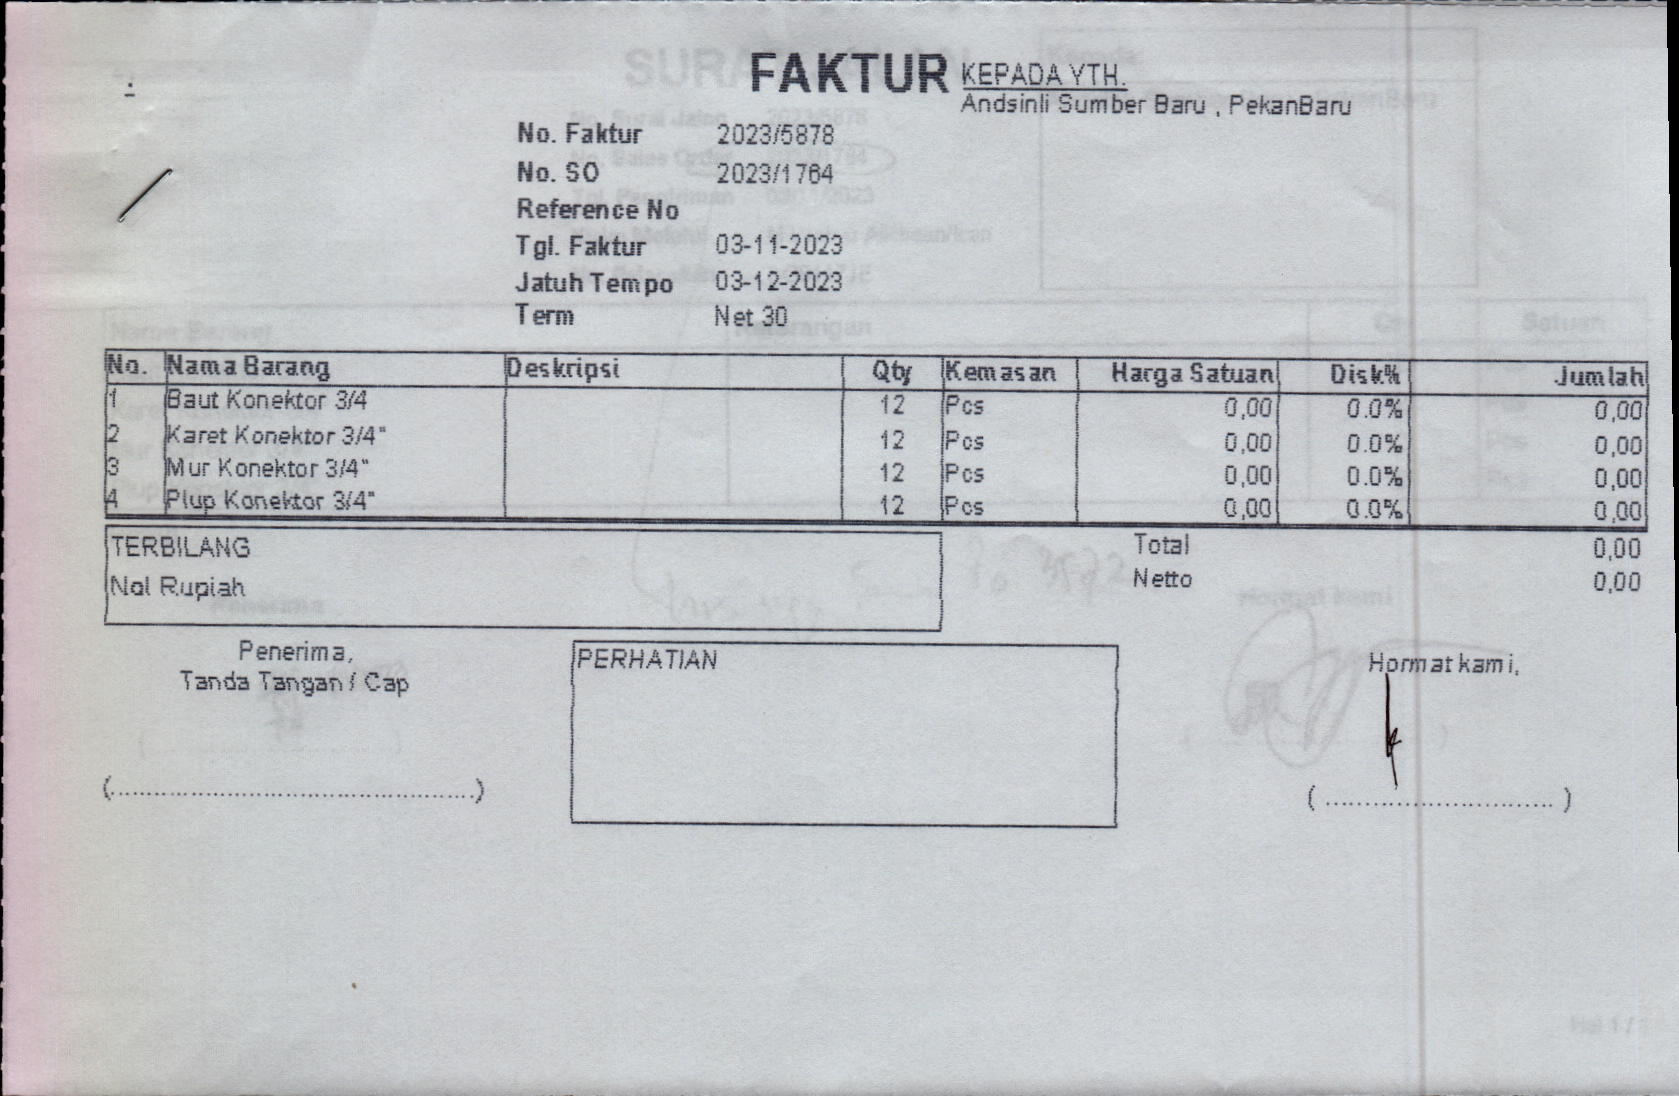 FAKTUR
KEPADA YTH.
Andsinli Sumber Baru , PekanBaru
No. Faktur 2023/5878
No. SO 2023/1764
Reference No
Tgl. Faktur 03-11-2023
Jatuh Tempo 03-12-2023
Term Net 30
No. Nama Barang Deskripsi Qty Kemasan Harga Satuan Disk% Jumlah
1 Baut Konektor 3/4 12 Pcs 0,00 0.0% 0,00
2 Karet Konektor 3/4" 12 Pcs 0,00 0.0% 0,00
3 Mur Konektor 3/4" 12 Pcs 0,00 0.0% 0,00
4 Plup Konektor 3/4" 12 Pcs 0,00 0.0% 0,00
TERBILANG
Nol Rupiah
Total 0,00
Netto 0,00
Penerima,
Tanda Tangan / Cap
(..................................................)
PERHATIAN
Hormat kami,
(..............................)